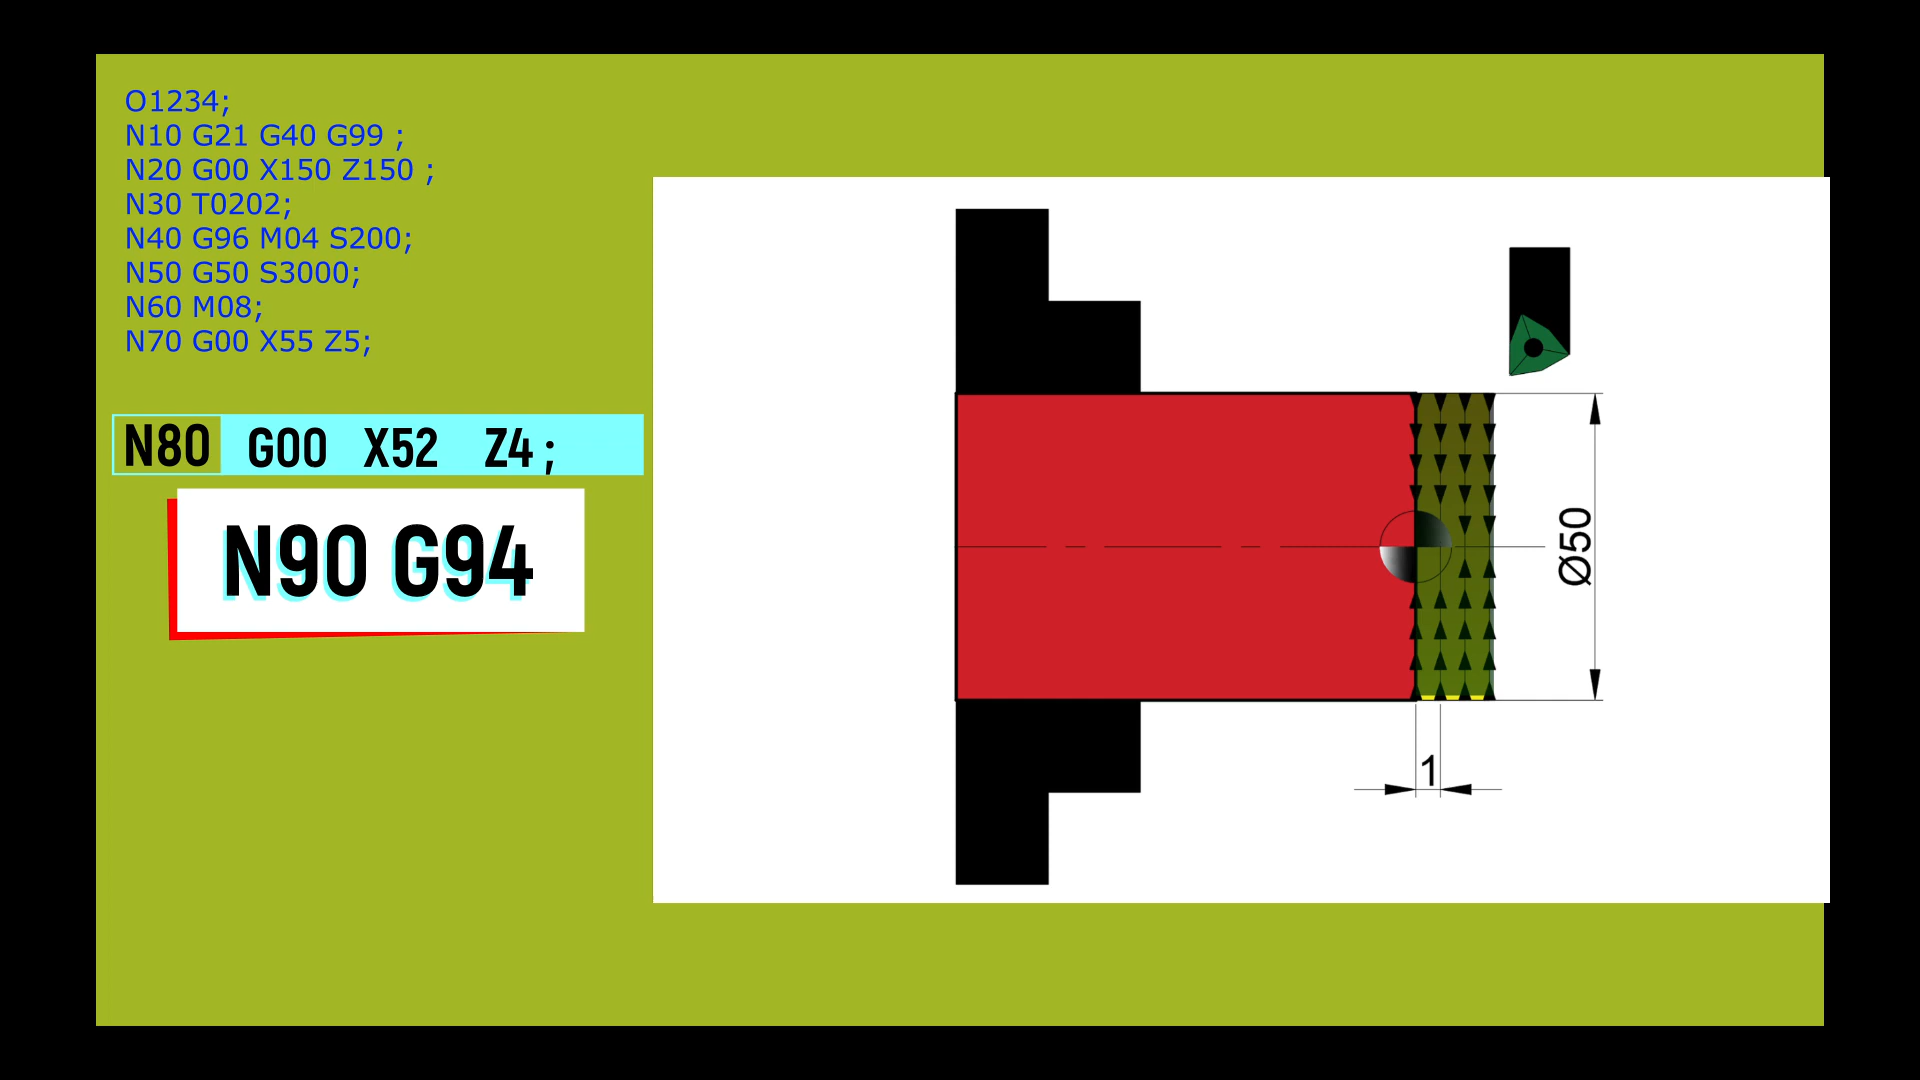 O1234;
N10 G21 G40 G99 ;
N20 G00 X150 Z150 ;
N30 T0202;
N40 G96 M04 S200;
N50 G50 S3000;
N60 M08;
N70 G00 X55 Z5;
N80 G00 X52 Z4 ;
N90 G94
Ø50
1